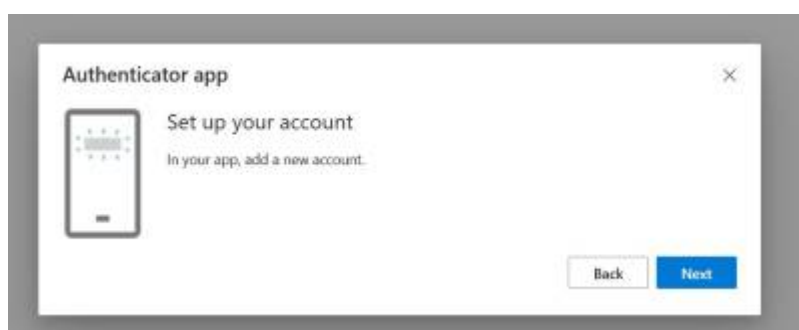 Authenticator app
Set up your account
In your app, add a new account.
Back
Next